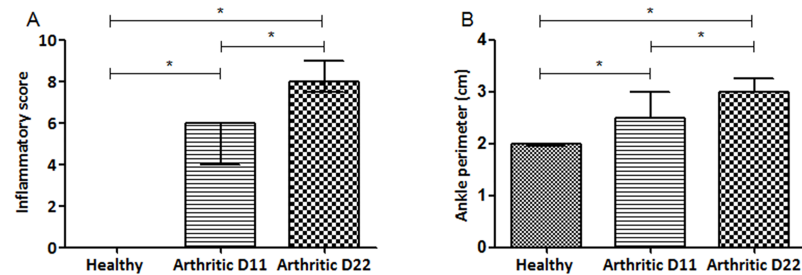 A
*
*
*
Inflammatory score
10
8
6
4
2
0
Healthy Arthritic D11 Arthritic D22
B
*
*
*
Ankle perimeter (cm)
4
3
2
1
0
Healthy Arthritic D11 Arthritic D22